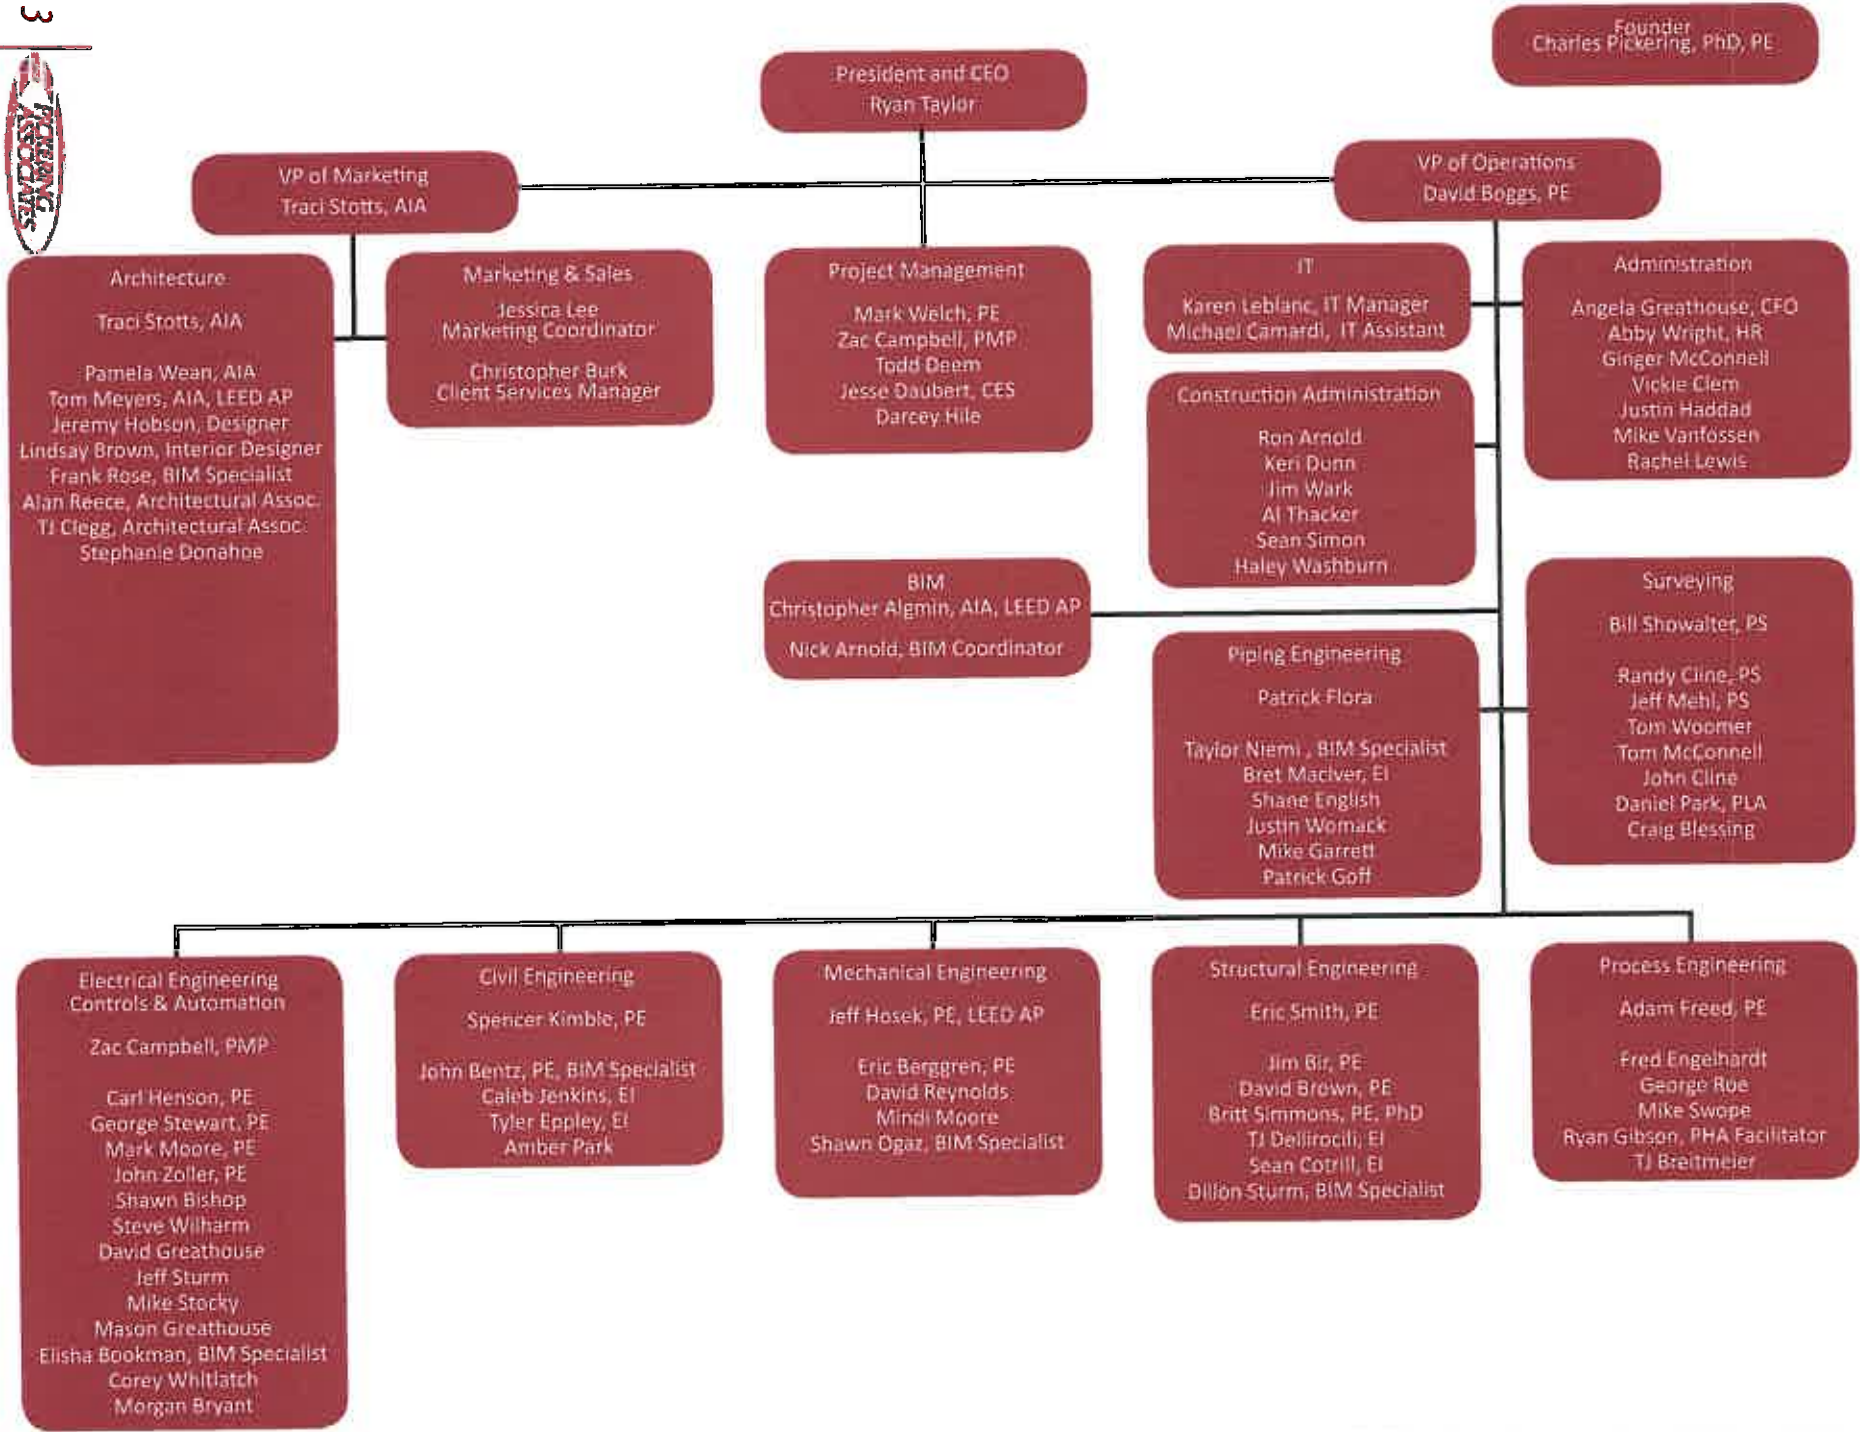 3
PICKERING
ASSOCIATES
Founder
Charles Pickering, PhD, PE
President and CEO
Ryan Taylor
VP of Marketing
Traci Stotts, AIA
VP of Operations
David Boggs, PE
Architecture
Traci Stotts, AIA
Pamela Wean, AIA
Tom Meyers, AIA, LEED AP
Jeremy Hobson, Designer
Lindsay Brown, Interior Designer
Frank Rose, BIM Specialist
Alan Reece, Architectural Assoc.
TJ Clegg, Architectural Assoc.
Stephanie Donahoe
Marketing & Sales
Jessica Lee
Marketing Coordinator
Christopher Burk
Client Services Manager
Project Management
Mark Welch, PE
Zac Campbell, PMP
Todd Deem
Jesse Daubert, CES
Darcey Hile
IT
Karen Leblanc, IT Manager
Michael Camardi, IT Assistant
Administration
Angela Greathouse, CFO
Abby Wright, HR
Ginger McConnell
Vickie Clem
Justin Haddad
Mike Vanfossen
Rachel Lewis
Construction Administration
Ron Arnold
Keri Dunn
Jim Wark
Al Thacker
Sean Simon
Haley Washburn
BIM
Christopher Algmin, AIA, LEED AP
Nick Arnold, BIM Coordinator
Piping Engineering
Patrick Flora
Taylor Niemi , BIM Specialist
Bret MacIver, EI
Shane English
Justin Womack
Mike Garrett
Patrick Goff
Surveying
Bill Showalter, PS
Randy Cline, PS
Jeff Mehl, PS
Tom Woomer
Tom McConnell
John Cline
Daniel Park, PLA
Craig Blessing
Electrical Engineering
Controls & Automation
Zac Campbell, PMP
Carl Henson, PE
George Stewart, PE
Mark Moore, PE
John Zoller, PE
Shawn Bishop
Steve Wilharm
David Greathouse
Jeff Sturm
Mike Stocky
Mason Greathouse
Elisha Bookman, BIM Specialist
Corey Whitlatch
Morgan Bryant
Civil Engineering
Spencer Kimble, PE
John Bentz, PE, BIM Specialist
Caleb Jenkins, EI
Tyler Eppley, EI
Amber Park
Mechanical Engineering
Jeff Hosek, PE, LEED AP
Eric Berggren, PE
David Reynolds
Mindi Moore
Shawn Ogaz, BIM Specialist
Structural Engineering
Eric Smith, PE
Jim Bir, PE
David Brown, PE
Britt Simmons, PE, PhD
TJ Dellirocili, EI
Sean Cotrill, EI
Dillon Sturm, BIM Specialist
Process Engineering
Adam Freed, PE
Fred Engelhardt
George Roe
Mike Swope
Ryan Gibson, PHA Facilitator
TJ Breitmeier